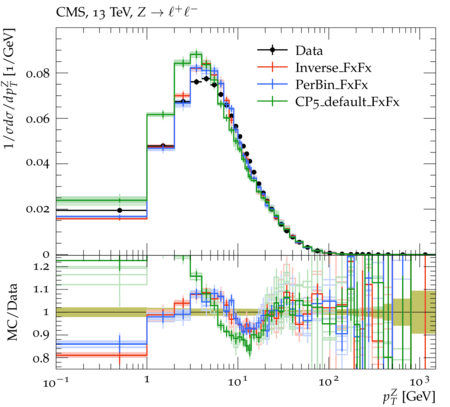 CMS, 13 TeV, Z → ℓ⁺ℓ⁻
1/σdσ/dp_T^Z [1/GeV]
Data
Inverse_FxFx
PerBin_FxFx
CP5_default_FxFx
0.08
0.06
0.04
0.02
0
MC/Data
1.2
1.1
1
0.9
0.8
10⁻¹ 1 10¹ 10² 10³
p_T^Z [GeV]